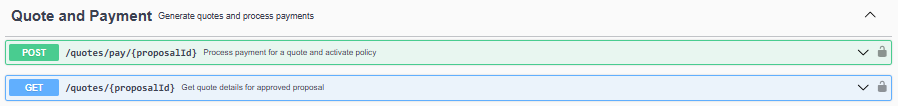 Quote and Payment Generate quotes and process payments
POST /quotes/pay/{proposalId} Process payment for a quote and activate policy
GET /quotes/{proposalId} Get quote details for approved proposal